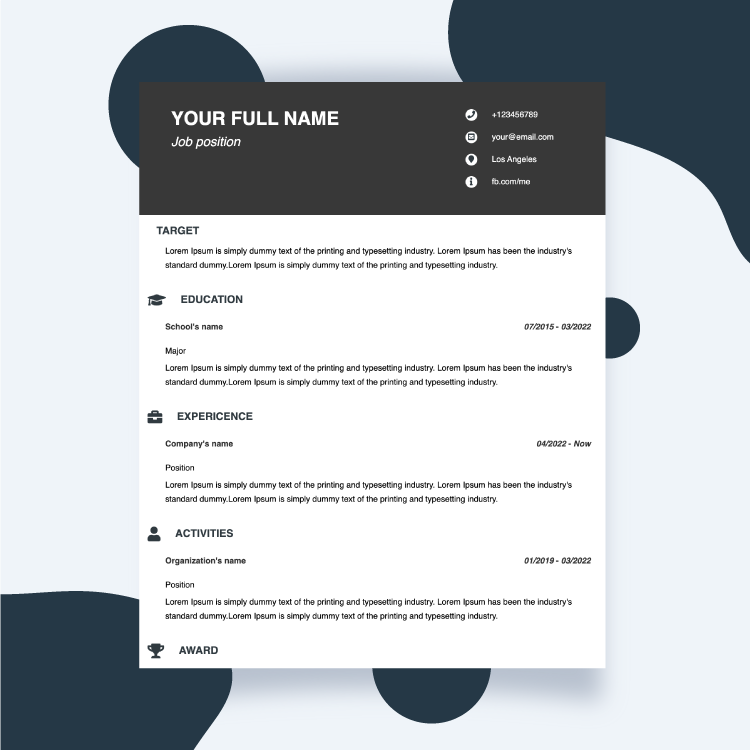 YOUR FULL NAME
Job position
+123456789
your@email.com
Los Angeles
fb.com/me
TARGET
Lorem Ipsum is simply dummy text of the printing and typesetting industry. Lorem Ipsum has been the industry's
standard dummy.Lorem Ipsum is simply dummy text of the printing and typesetting industry.
EDUCATION
School's name 07/2015 - 03/2022
Major
Lorem Ipsum is simply dummy text of the printing and typesetting industry. Lorem Ipsum has been the industry's
standard dummy.Lorem Ipsum is simply dummy text of the printing and typesetting industry.
EXPERICENCE
Company's name 04/2022 - Now
Position
Lorem Ipsum is simply dummy text of the printing and typesetting industry. Lorem Ipsum has been the industry's
standard dummy.Lorem Ipsum is simply dummy text of the printing and typesetting industry.
ACTIVITIES
Organization's name 01/2019 - 03/2022
Position
Lorem Ipsum is simply dummy text of the printing and typesetting industry. Lorem Ipsum has been the industry's
standard dummy.Lorem Ipsum is simply dummy text of the printing and typesetting industry.
AWARD